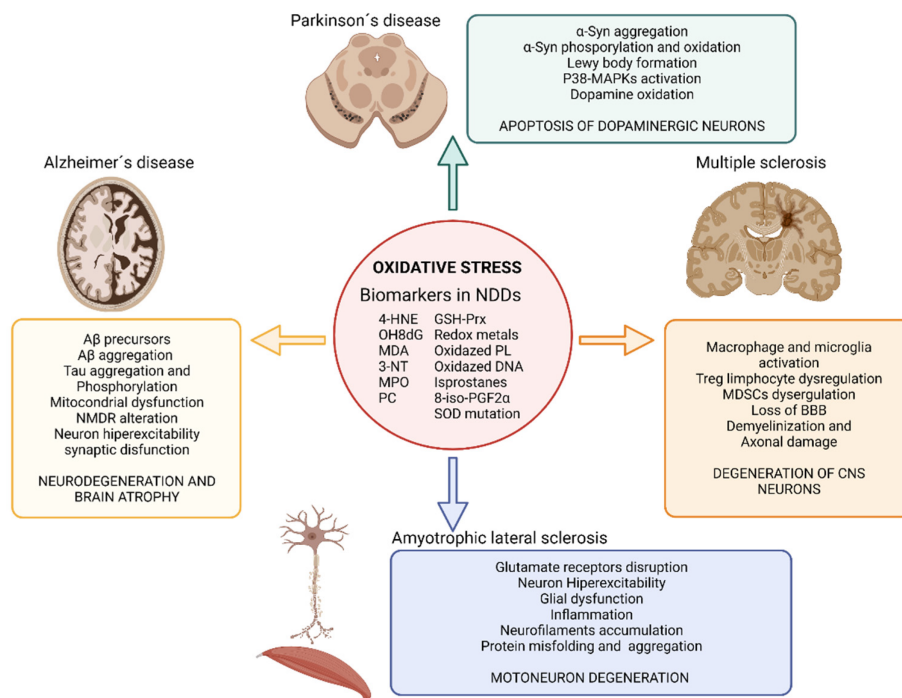 Parkinson´s disease
α-Syn aggregation
α-Syn phosporylation and oxidation
Lewy body formation
P38-MAPKs activation
Dopamine oxidation
APOPTOSIS OF DOPAMINERGIC NEURONS
Alzheimer´s disease
Aβ precursors
Aβ aggregation
Tau aggregation and
Phosphorylation
Mitocondrial dysfunction
NMDR alteration
Neuron hiperexcitability
synaptic disfunction
NEURODEGENERATION AND
BRAIN ATROPHY
OXIDATIVE STRESS
Biomarkers in NDDs
4-HNE GSH-Prx
OH8dG Redox metals
MDA Oxidazed PL
3-NT Oxidazed DNA
MPO Isprostanes
PC 8-iso-PGF2α
SOD mutation
Multiple sclerosis
Macrophage and microglia
activation
Treg limphocyte dysregulation
MDSCs dysergulation
Loss of BBB
Demyelinization and
Axonal damage
DEGENERATION OF CNS
NEURONS
Amyotrophic lateral sclerosis
Glutamate receptors disruption
Neuron Hiperexcitability
Glial dysfunction
Inflammation
Neurofilaments accumulation
Protein misfolding and aggregation
MOTONEURON DEGENERATION